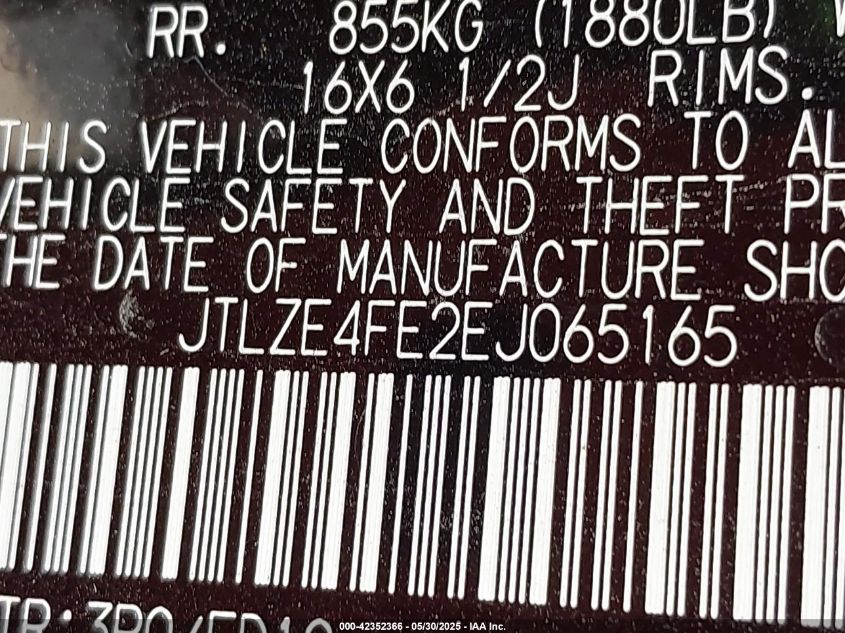 RR. 855KG (1880LB)
16X6 1/2J RIMS.
THIS VEHICLE CONFORMS TO AL
VEHICLE SAFETY AND THEFT PR
THE DATE OF MANUFACTURE SHO
JTLZE4FE2EJ065165
000-42352366 - 05/30/2025 - IAA Inc.